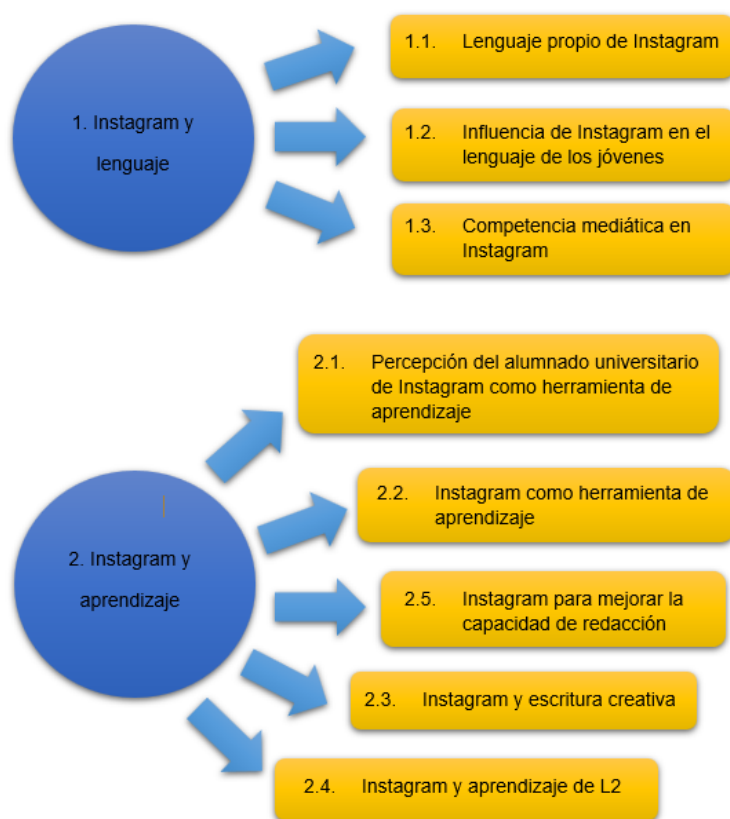 1. Instagram y
lenguaje
1.1. Lenguaje propio de Instagram
1.2. Influencia de Instagram en el
lenguaje de los jóvenes
1.3. Competencia mediática en
Instagram
2. Instagram y
aprendizaje
2.1. Percepción del alumnado universitario
de Instagram como herramienta de
aprendizaje
2.2. Instagram como herramienta de
aprendizaje
2.5. Instagram para mejorar la
capacidad de redacción
2.3. Instagram y escritura creativa
2.4. Instagram y aprendizaje de L2